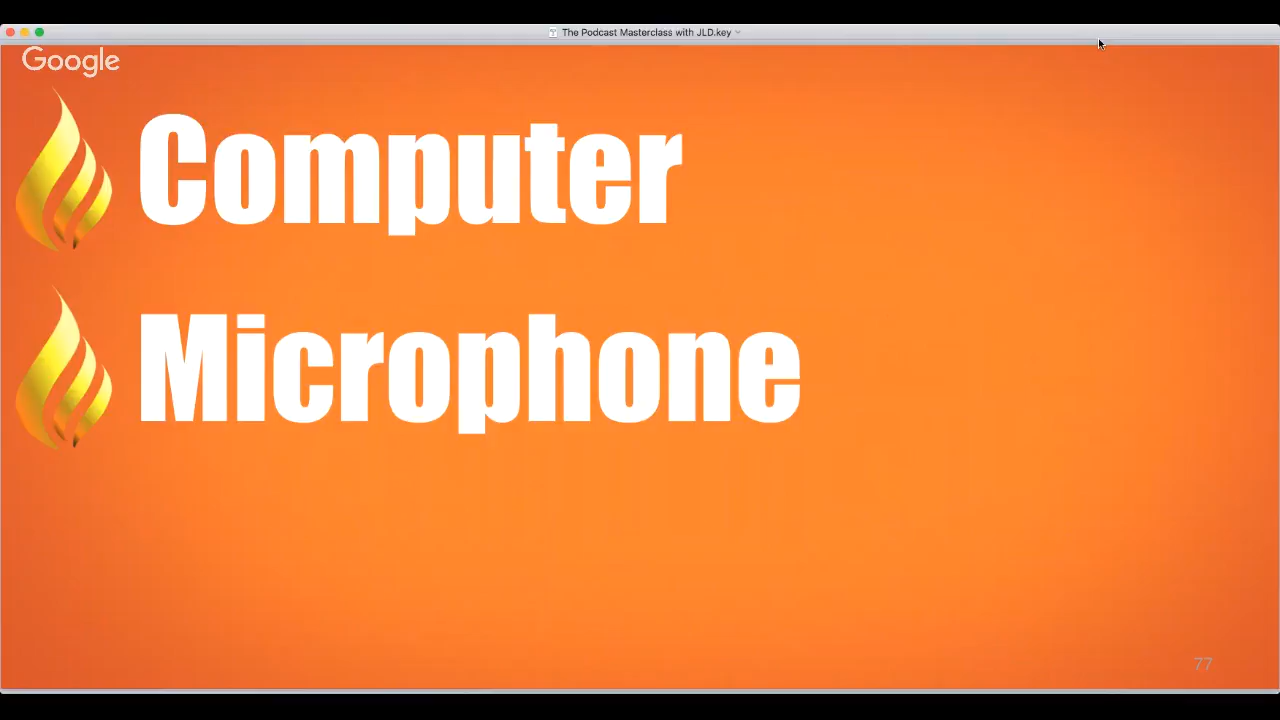 The Podcast Masterclass with JLD.key
Google
Computer
Microphone
77